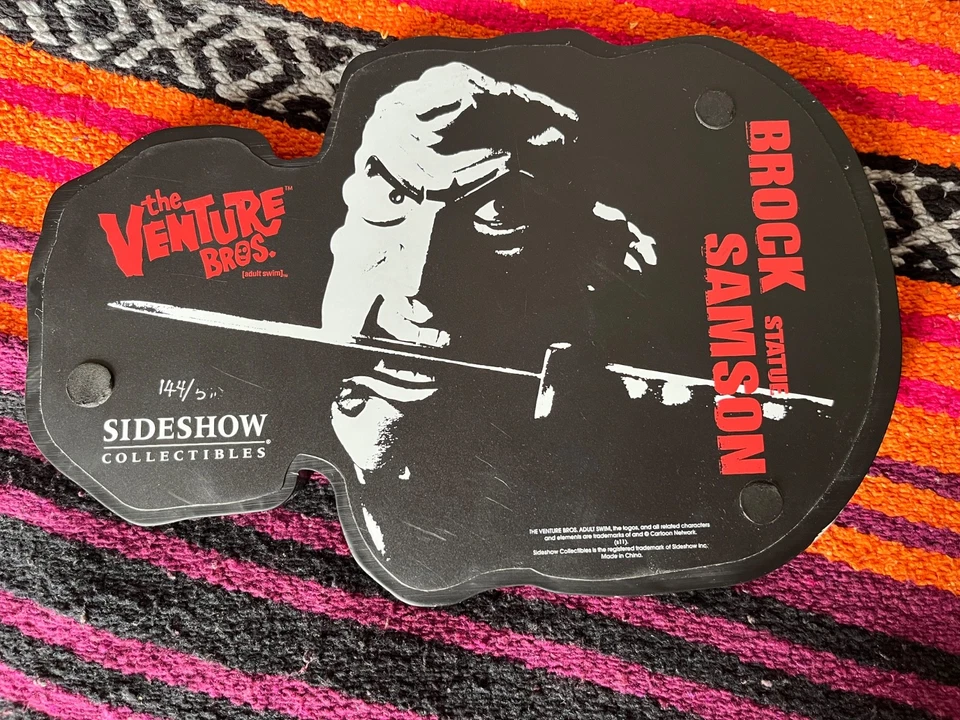 the
VENTURE™
BROS.
[adult swim]™
144/5
SIDESHOW®
COLLECTIBLES
BROCK
SAMSON
STATUE
THE VENTURE BROS. ADULT SWIM, the logos, and all related characters
and elements are trademarks of and © Cartoon Network.
(s11).
Sideshow Collectibles is the registered trademark of Sideshow Inc.
Made in China.